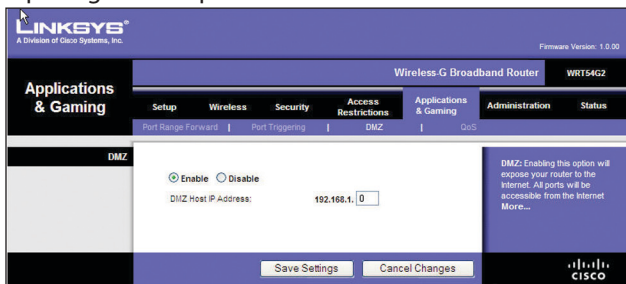 LINKSYS®
A Division of Cisco Systems, Inc.
Firmware Version: 1.0.00
Wireless-G Broadband Router WRT54G2
Applications
& Gaming
Setup Wireless Security Access Restrictions Applications & Gaming Administration Status
Port Range Forward | Port Triggering | DMZ | QoS
DMZ
Enable Disable
DMZ Host IP Address: 192.168.1. 0
DMZ: Enabling this option will
expose your router to the
Internet. All ports will be
accessible from the Internet
More...
Save Settings Cancel Changes
CISCO